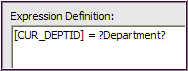 Expression Definition:
[CUR_DEPTID] = ?Department?